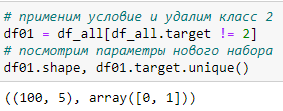 # применим условие и удалим класс 2
df01 = df_all[df_all.target != 2]
# посмотрим параметры нового набора
df01.shape, df01.target.unique()
((100, 5), array([0, 1]))